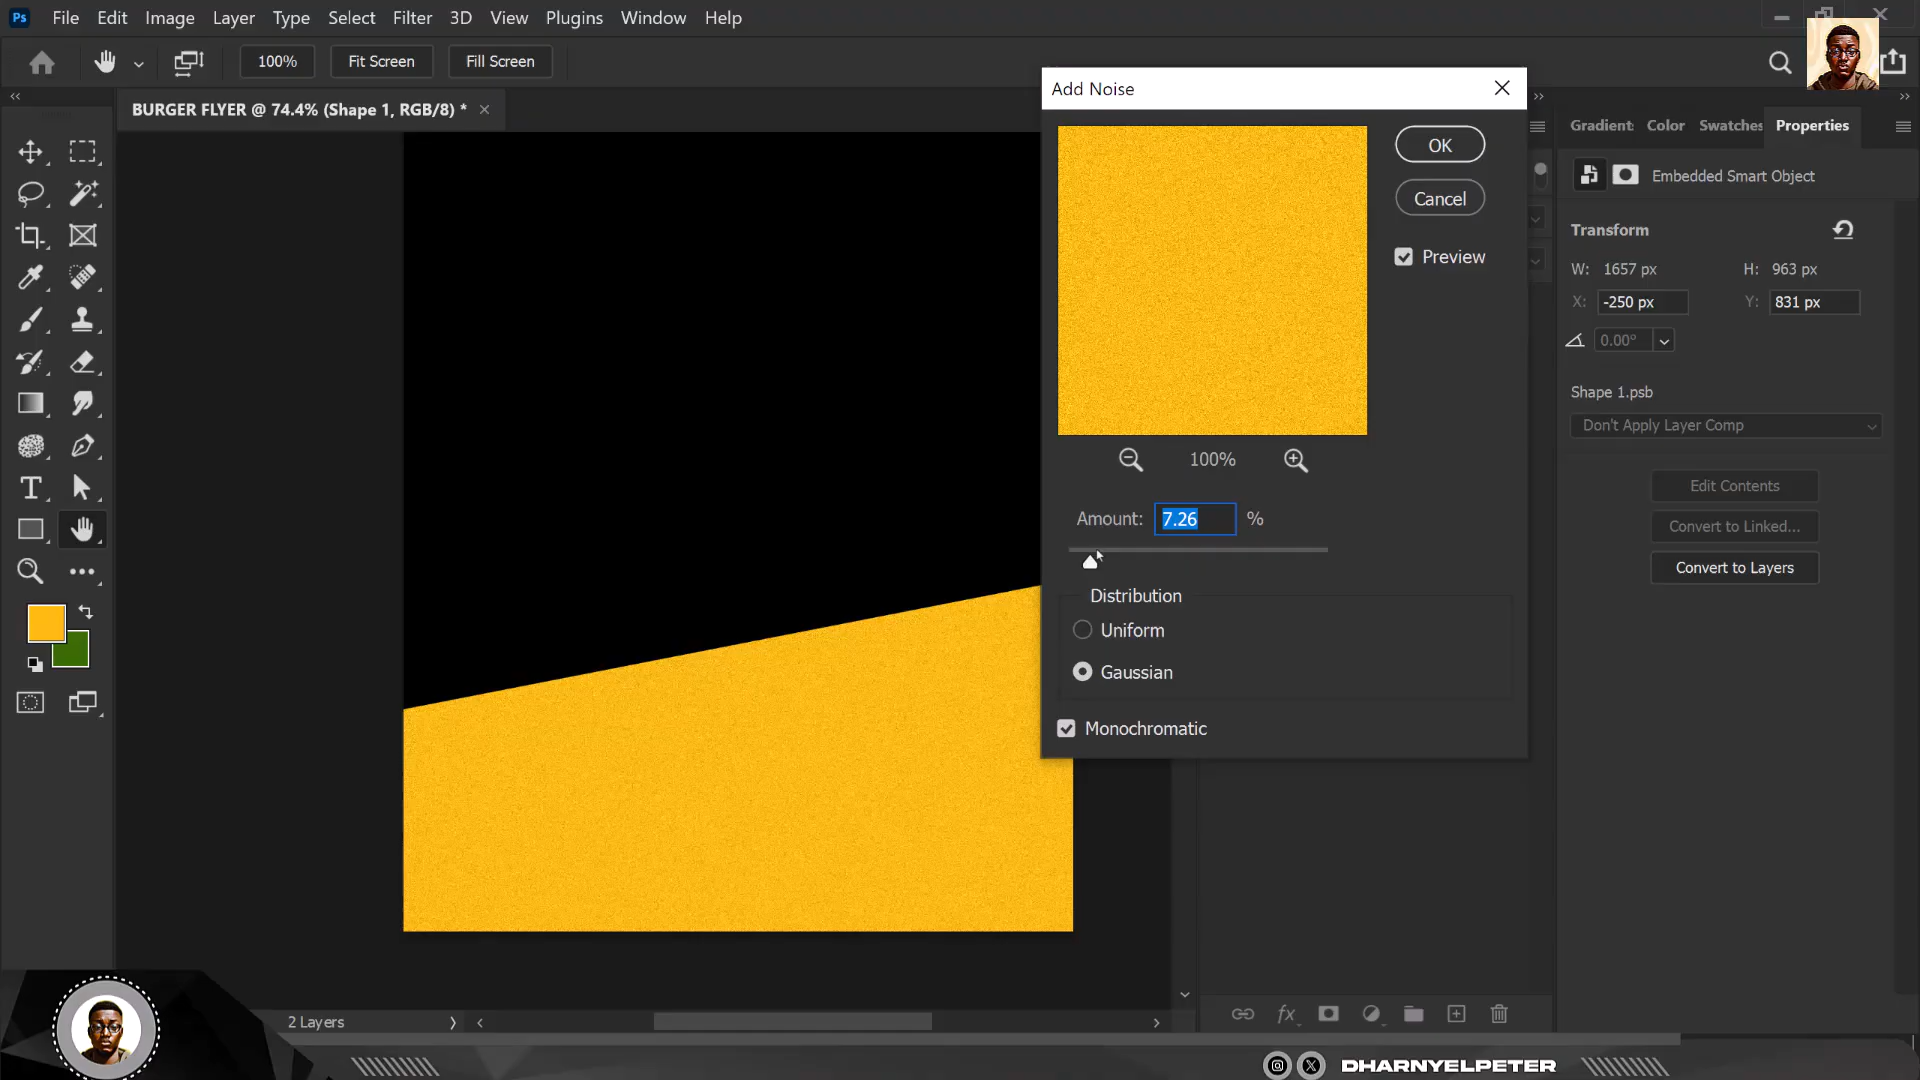 Ps File Edit Image Layer Type Select Filter 3D View Plugins Window Help
100% Fit Screen Fill Screen
BURGER FLYER @ 74.4% (Shape 1, RGB/8) *
Add Noise
OK
Cancel
Preview
100%
Amount: 7.26 %
Distribution
Uniform
Gaussian
Monochromatic
Gradient Color Swatches Properties
Embedded Smart Object
Transform
W: 1657 px H: 963 px
X: -250 px Y: 831 px
0.00°
Shape 1.psb
Don't Apply Layer Comp
Edit Contents
Convert to Linked...
Convert to Layers
2 Layers
fx
DHARNYELPETER